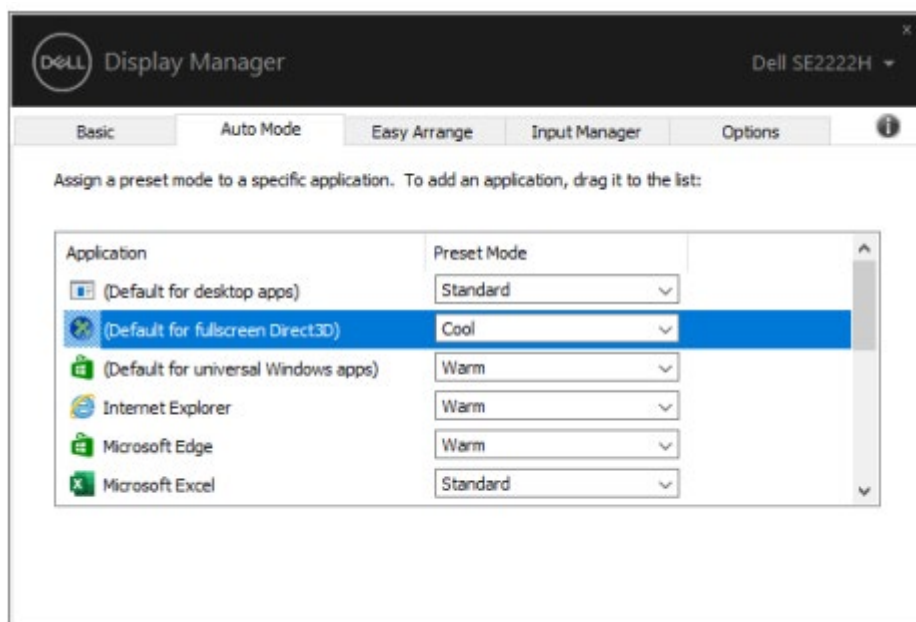 x
DELL Display Manager Dell SE2222H
Basic Auto Mode Easy Arrange Input Manager Options
Assign a preset mode to a specific application. To add an application, drag it to the list:
Application Preset Mode
(Default for desktop apps) Standard
(Default for fullscreen Direct3D) Cool
(Default for universal Windows apps) Warm
Internet Explorer Warm
Microsoft Edge Warm
Microsoft Excel Standard